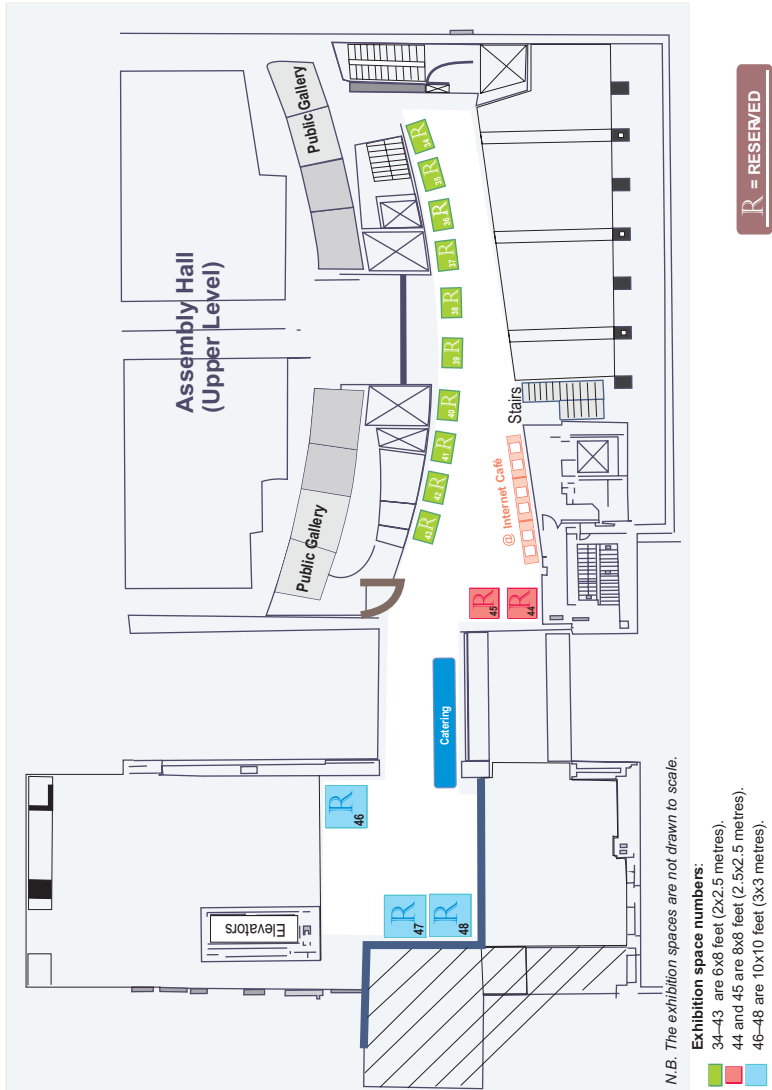 Assembly Hall
(Upper Level)
Public Gallery
Public Gallery
R 34
R 35
R 36
R 37
R 38
R 39
R 40
R 41
R 42
R 43
Stairs
@ Internet Café
R 45
R 44
Catering
R 46
R 47
R 48
Elevators
R = RESERVED
N.B. The exhibition spaces are not drawn to scale.
Exhibition space numbers:
34–43 are 6x8 feet (2x2.5 metres).
44 and 45 are 8x8 feet (2.5x2.5 metres).
46–48 are 10x10 feet (3x3 metres).